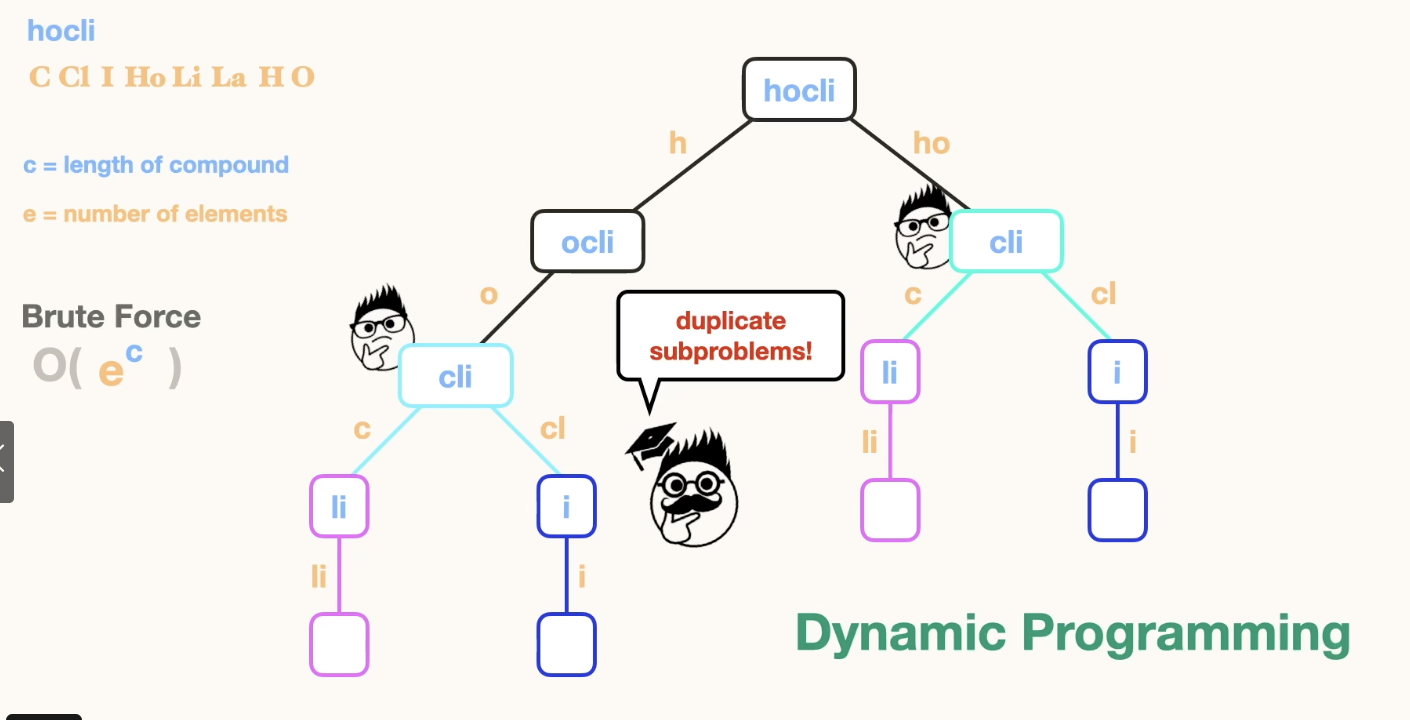 hocli
C Cl I Ho Li La H O
c = length of compound
e = number of elements
Brute Force
O( e^c )
hocli
h
ho
ocli
cli
o
c
cl
duplicate
subproblems!
cli
li
i
c
cl
li
i
li
i
li
i
Dynamic Programming